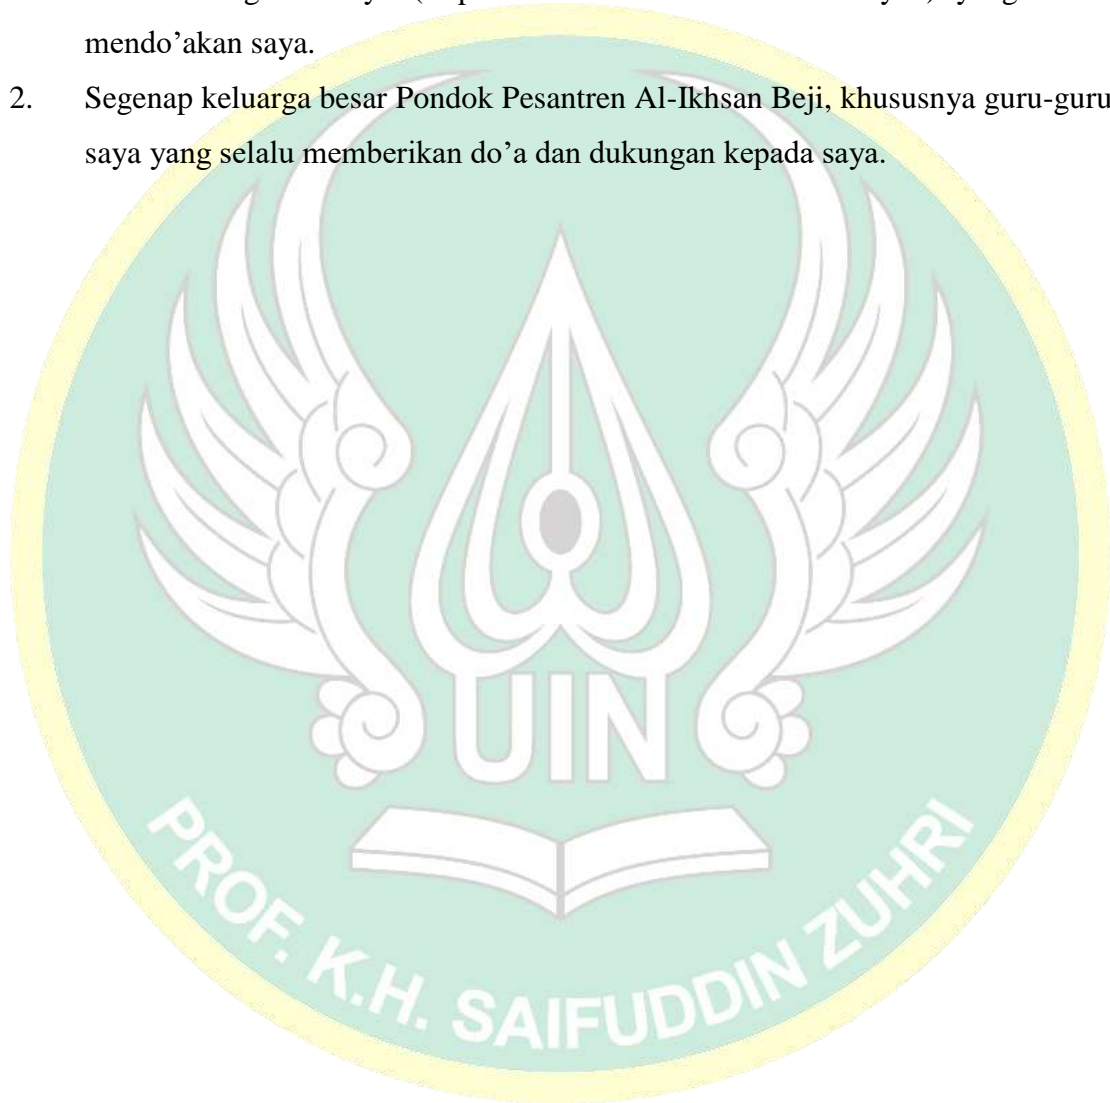 mendo’akan saya.
2. Segenap keluarga besar Pondok Pesantren Al-Ikhsan Beji, khususnya guru-guru
saya yang selalu memberikan do’a dan dukungan kepada saya.
UIN
PROF. K.H. SAIFUDDIN ZUHRI